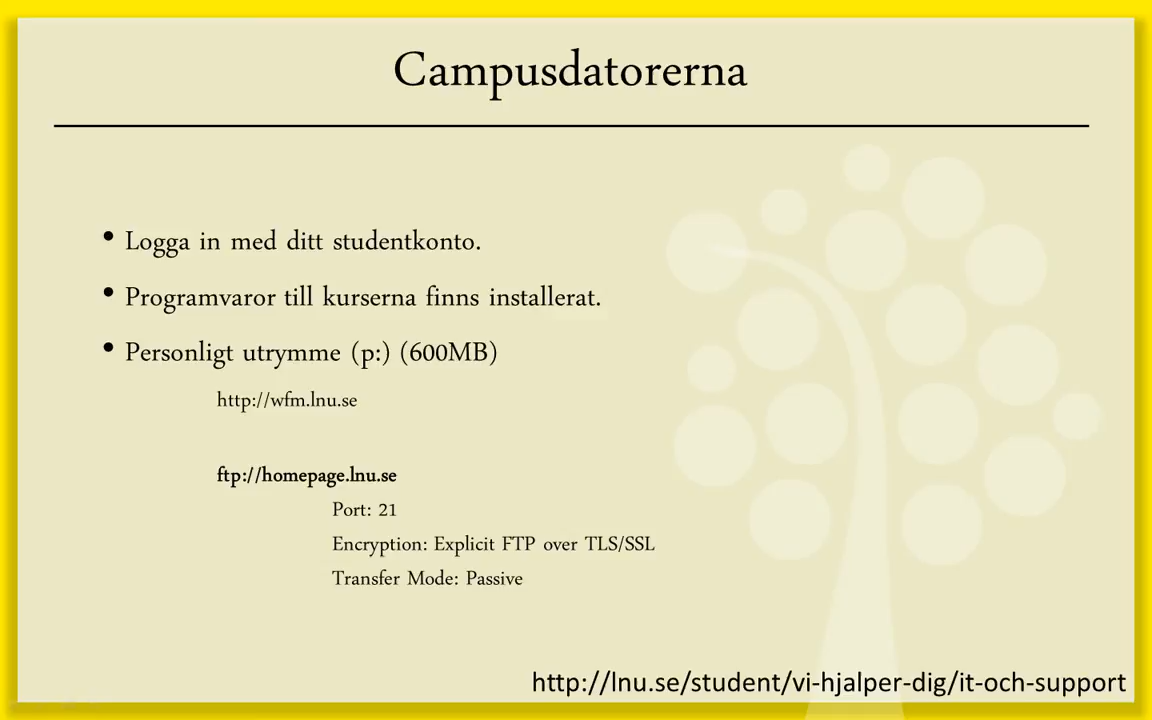 Campusdatorerna
• Logga in med ditt studentkonto.
• Programvaror till kurserna finns installerat.
• Personligt utrymme (p:) (600MB)
http://wfm.lnu.se
ftp://homepage.lnu.se
Port: 21
Encryption: Explicit FTP over TLS/SSL
Transfer Mode: Passive
http://lnu.se/student/vi-hjalper-dig/it-och-support